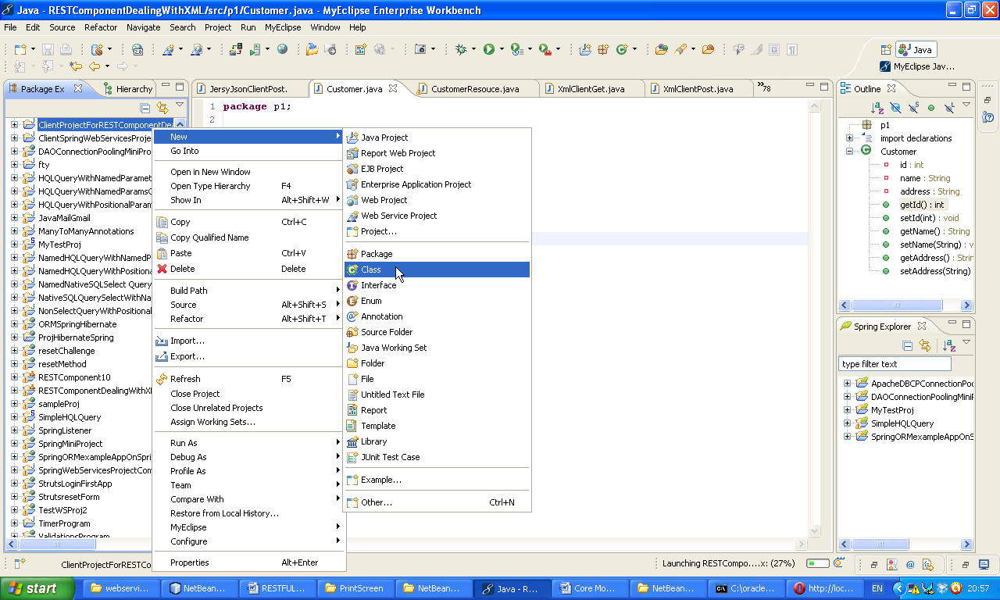 Java - RESTComponentDealingWithXML/src/p1/Customer.java - MyEclipse Enterprise Workbench
File Edit Source Refactor Navigate Search Project Run MyEclipse Window Help
Java
MyEclipse Jav...
Package Ex
Hierarchy
JersyJsonClientPost.
Customer.java
CustomerResouce.java
XmlClientGet.java
XmlClientPost.java
»78
Outline
ClientProjectForRESTComponentDea
ClientSpringWebServicesProje
DAOConnectionPoolingMiniPro
fty
HQLQueryWithNamedParamet
HQLQueryWithNamedParamsO
HQLQueryWithPositionalParam
JavaMailGmail
ManyToManyAnnotations
MyTestProj
NamedHQLQueryWithNamedP
NamedHQLQueryWithPositional
NamedNativeSQLSelect Query
NativeSQLQuerySelectWithNa
NonSelectQueryWithPositional
ORMSpringHibernate
ProjHibernateSpring
resetChallenge
resetMethod
RESTComponent10
RESTComponentDealingWithXM
sampleProj
SimpleHQLQuery
SpringListener
SpringMiniProject
SpringORMexampleAppOnSpri
SpringWebServicesProjectCom
StrutsLoginFirstApp
StrutsresetForm
TestWSProj2
TimerProgram
ValidationsProgram
1 package p1;
2
New
Go Into
Open in New Window
Open Type Hierarchy F4
Show In Alt+Shift+W
Copy Ctrl+C
Copy Qualified Name
Paste Ctrl+V
Delete Delete
Build Path
Source Alt+Shift+S
Refactor Alt+Shift+T
Import...
Export...
Refresh F5
Close Project
Close Unrelated Projects
Assign Working Sets...
Run As
Debug As
Profile As
Team
Compare With
Restore from Local History...
MyEclipse
Configure
Properties Alt+Enter
Java Project
Report Web Project
EJB Project
Enterprise Application Project
Web Project
Web Service Project
Project...
Package
Class
Interface
Enum
Annotation
Source Folder
Java Working Set
Folder
File
Untitled Text File
Report
Template
Library
JUnit Test Case
Example...
Other... Ctrl+N
p1
import declarations
Customer
id : int
name : String
address : String
getId() : int
setId(int) : void
getName() : String
setName(String) : v
getAddress() : Strin
setAddress(String)
Spring Explorer
type filter text
ApacheDBCPConnectionPoo
DAOConnectionPoolingMiniF
MyTestProj
SimpleHQLQuery
SpringORMexampleAppOnS
ClientProjectForRESTCo
Launching RESTCompo....x: (27%)
start
webservi...
NetBean...
RESTFUL...
PrintScreen
NetBean...
Java - R...
Core Mo...
NetBean...
C:\oracle...
http://loc...
EN
20:57